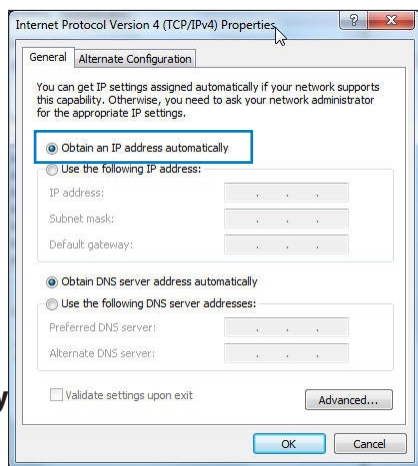 Internet Protocol Version 4 (TCP/IPv4) Properties
General
Alternate Configuration
You can get IP settings assigned automatically if your network supports
this capability. Otherwise, you need to ask your network administrator
for the appropriate IP settings.
Obtain an IP address automatically
Use the following IP address:
IP address:
Subnet mask:
Default gateway:
Obtain DNS server address automatically
Use the following DNS server addresses:
Preferred DNS server:
Alternate DNS server:
y
Validate settings upon exit
Advanced...
OK
Cancel